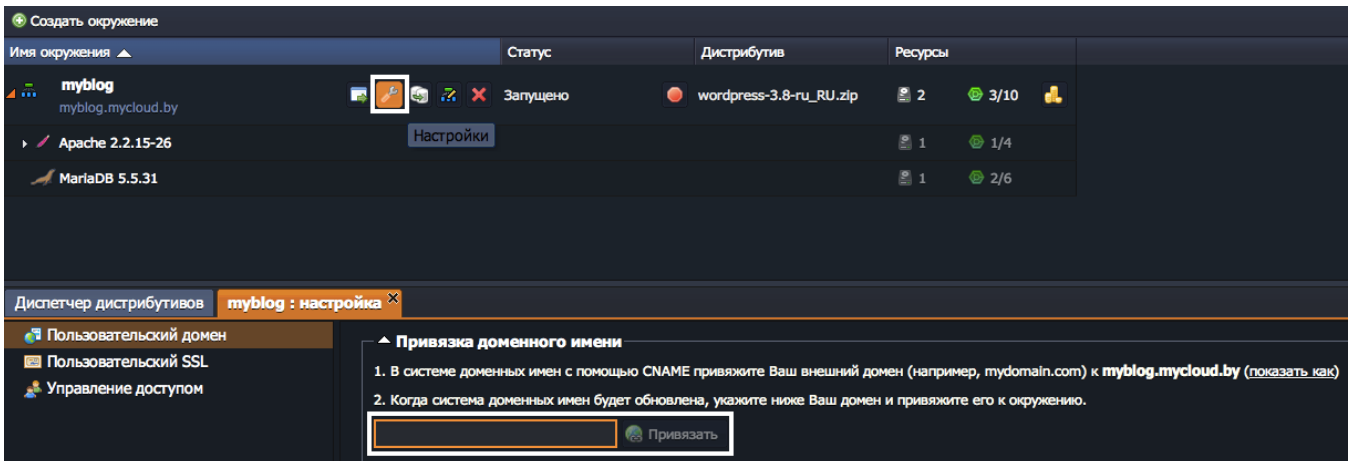 Создать окружение
Имя окружения Статус Дистрибутив Ресурсы
myblog Запущено wordpress-3.8-ru_RU.zip 2 3/10
myblog.mycloud.by
Настройки
Apache 2.2.15-26 1 1/4
MariaDB 5.5.31 1 2/6
Диспетчер дистрибутивов myblog : настройка
Пользовательский домен
Пользовательский SSL
Управление доступом
Привязка доменного имени
1. В системе доменных имен с помощью CNAME привяжите Ваш внешний домен (например, mydomain.com) к myblog.mycloud.by (показать как)
2. Когда система доменных имен будет обновлена, укажите ниже Ваш домен и привяжите его к окружению.
Привязать